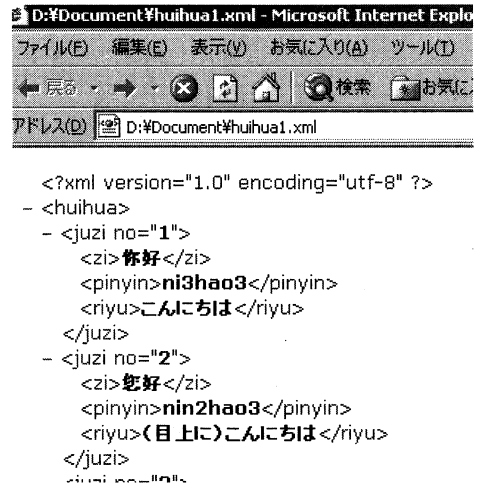 D:¥Document¥huihua1.xml - Microsoft Internet Explo
ファイル(F) 編集(E) 表示(V) お気に入り(A) ツール(T)
戻る 検索 お気に
アドレス(D) D:¥Document¥huihua1.xml
<?xml version="1.0" encoding="utf-8" ?>
- <huihua>
- <juzi no="1">
<zi>你好</zi>
<pinyin>ni3hao3</pinyin>
<riyu>こんにちは</riyu>
</juzi>
- <juzi no="2">
<zi>您好</zi>
<pinyin>nin2hao3</pinyin>
<riyu>(目上に)こんにちは</riyu>
</juzi>